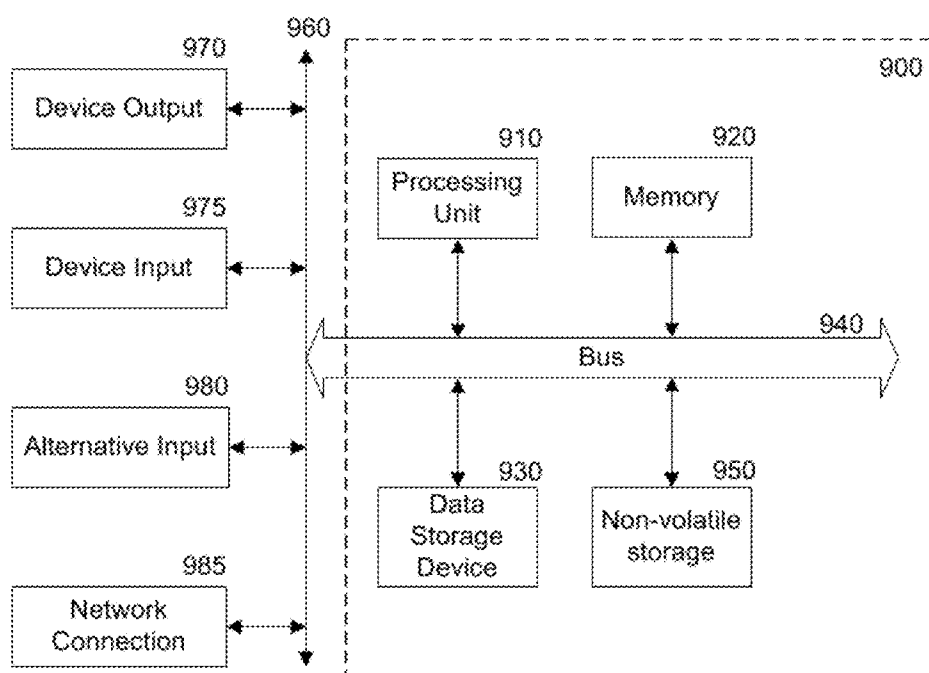 960
970
900
Device Output
910
920
Processing
Unit
Memory
975
Device Input
940
Bus
980
Alternative Input
930
950
Data
Storage
Device
Non-volatile
storage
985
Network
Connection